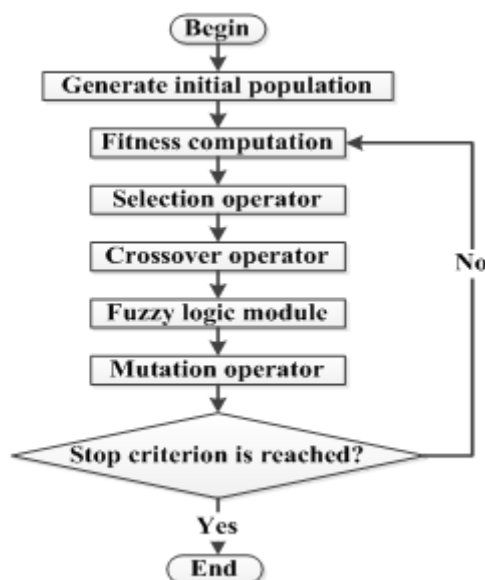 Begin
Generate initial population
Fitness computation
Selection operator
Crossover operator
No
Fuzzy logic module
Mutation operator
Stop criterion is reached?
Yes
End